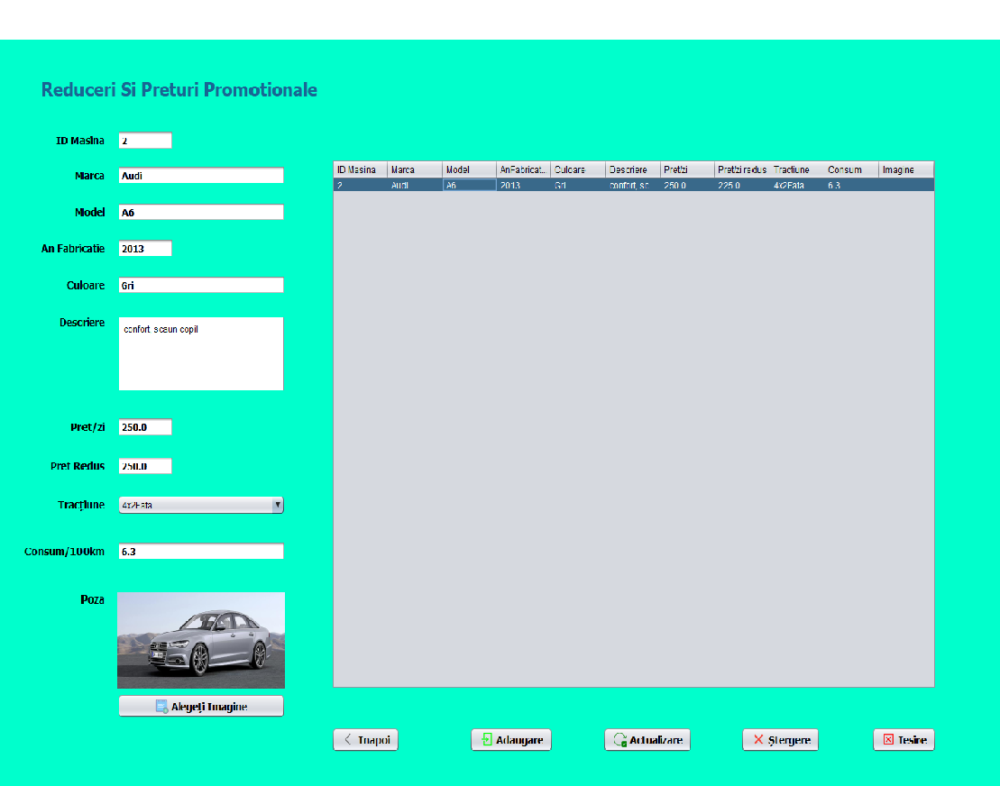 Reduceri Si Preturi Promotionale
ID Masina 2
Marca Audi
Model A6
An Fabricatie 2013
Culoare Gri
Descriere confort, scaun copil
Pret/zi 250.0
Pret Redus 250.0
Tracțiune 4x2Fata
Consum/100km 6.3
Poza
Alegeți Imagine
ID Masina Marca Model AnFabricat... Culoare Descriere Pret/zi Pret/zi redus Tractiune Consum Imagine
2 Audi A6 2013 Gri confort, sc... 250.0 225.0 4x2Fata 6.3
Inapoi Adaugare Actualizare Ștergere Iesire